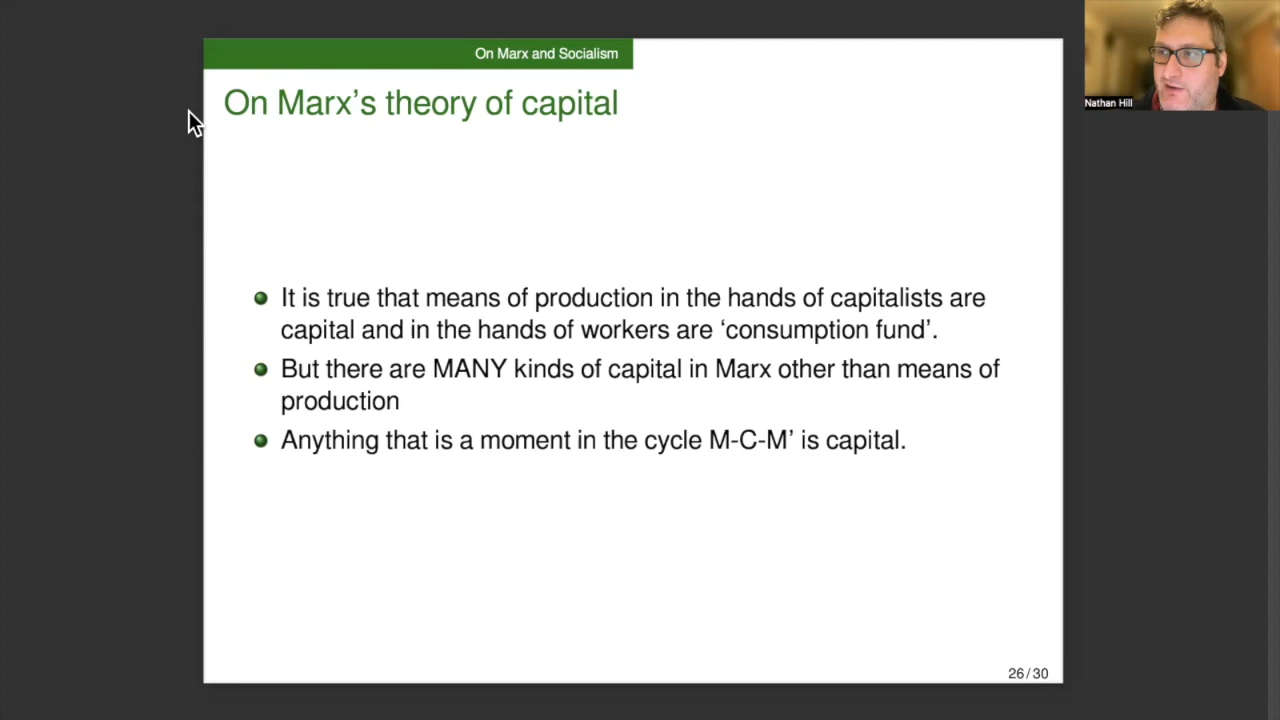 On Marx and Socialism
On Marx’s theory of capital
Nathan Hill
It is true that means of production in the hands of capitalists are
capital and in the hands of workers are ‘consumption fund’.
But there are MANY kinds of capital in Marx other than means of
production
Anything that is a moment in the cycle M-C-M’ is capital.
26 / 30